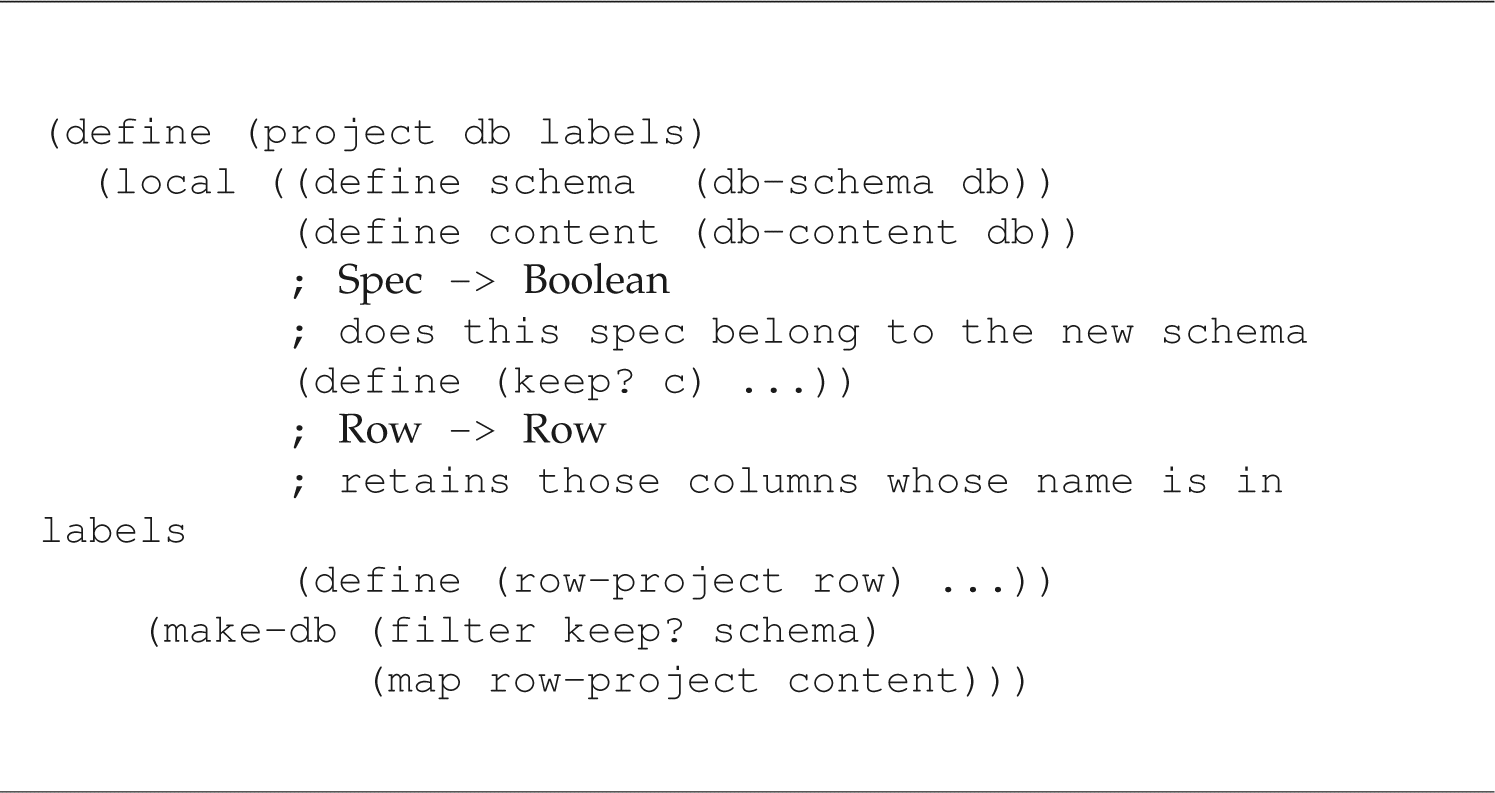 (define (project db labels)
  (local ((define schema  (db-schema db))
          (define content (db-content db))
          ; Spec -> Boolean
          ; does this spec belong to the new schema
          (define (keep? c) ...))
          ; Row -> Row
          ; retains those columns whose name is in
labels
          (define (row-project row) ...))
    (make-db (filter keep? schema)
             (map row-project content)))